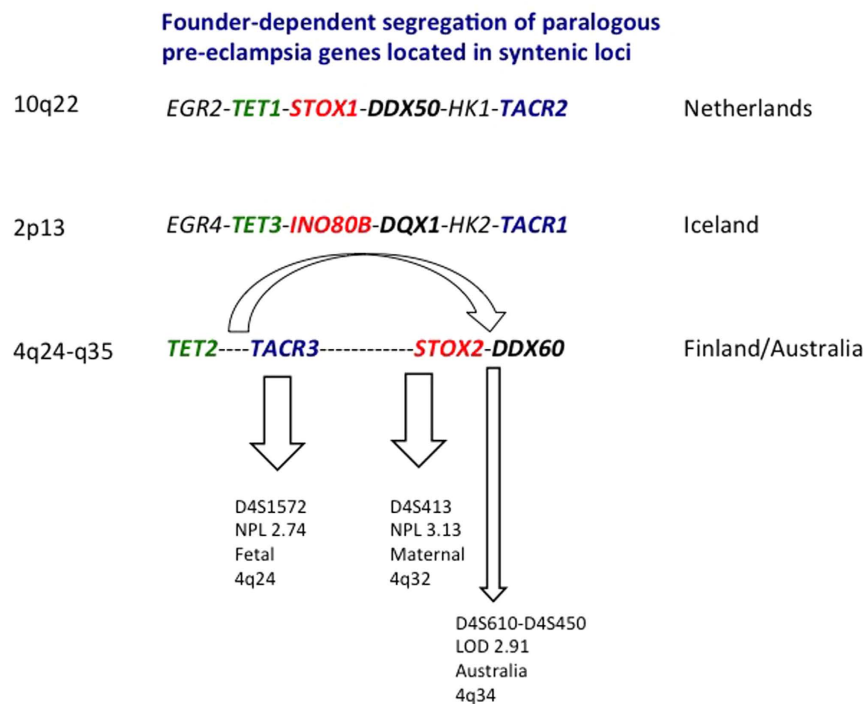 Founder-dependent segregation of paralogous
pre-eclampsia genes located in syntenic loci
10q22 EGR2-TET1-STOX1-DDX50-HK1-TACR2 Netherlands
2p13 EGR4-TET3-INO80B-DQX1-HK2-TACR1 Iceland
4q24-q35 TET2----TACR3------------STOX2-DDX60 Finland/Australia
D4S1572
NPL 2.74
Fetal
4q24
D4S413
NPL 3.13
Maternal
4q32
D4S610-D4S450
LOD 2.91
Australia
4q34